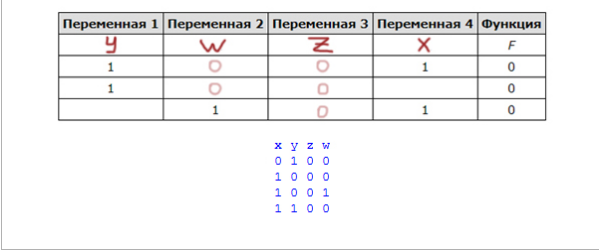 Переменная 1 Переменная 2 Переменная 3 Переменная 4 Функция
y w z x F
1 0 0 1 0
1 0 0 0
1 0 1 0
x y z w
0 1 0 0
1 0 0 0
1 0 0 1
1 1 0 0